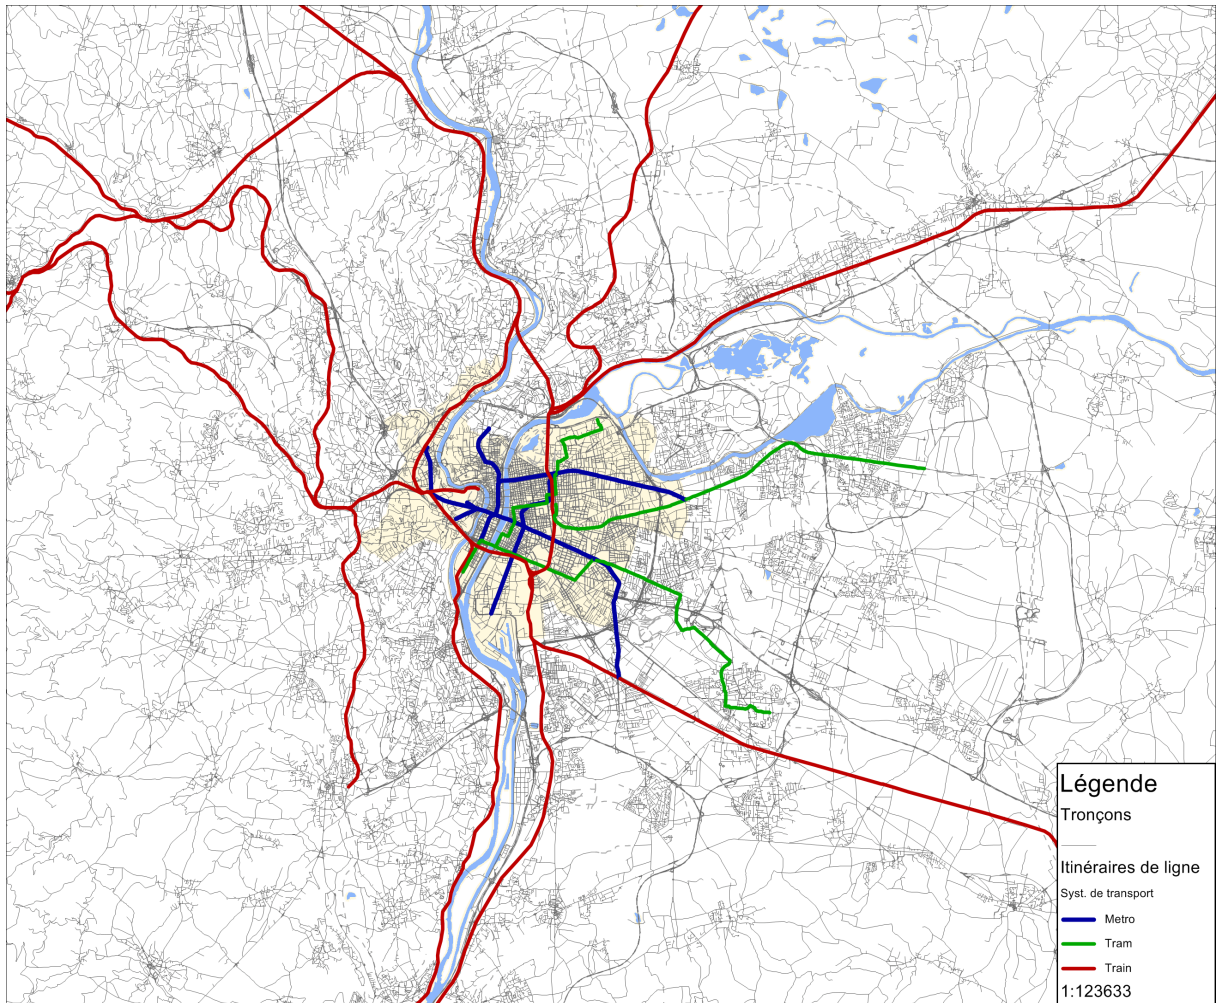 Légende
Tronçons
Itinéraires de ligne
Syst. de transport
Metro
Tram
Train
1:123633